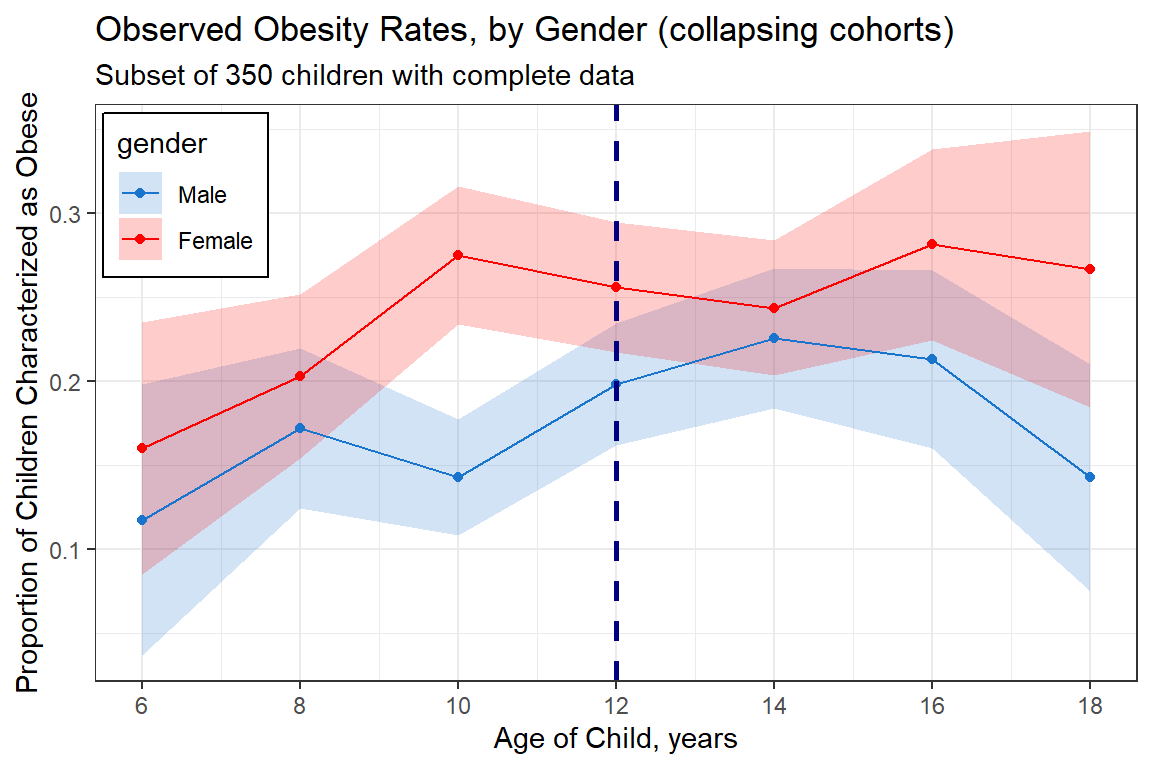 Observed Obesity Rates, by Gender (collapsing cohorts)
Subset of 350 children with complete data
Proportion of Children Characterized as Obese
gender
Male
Female
0.3
0.2
0.1
6 8 10 12 14 16 18
Age of Child, years